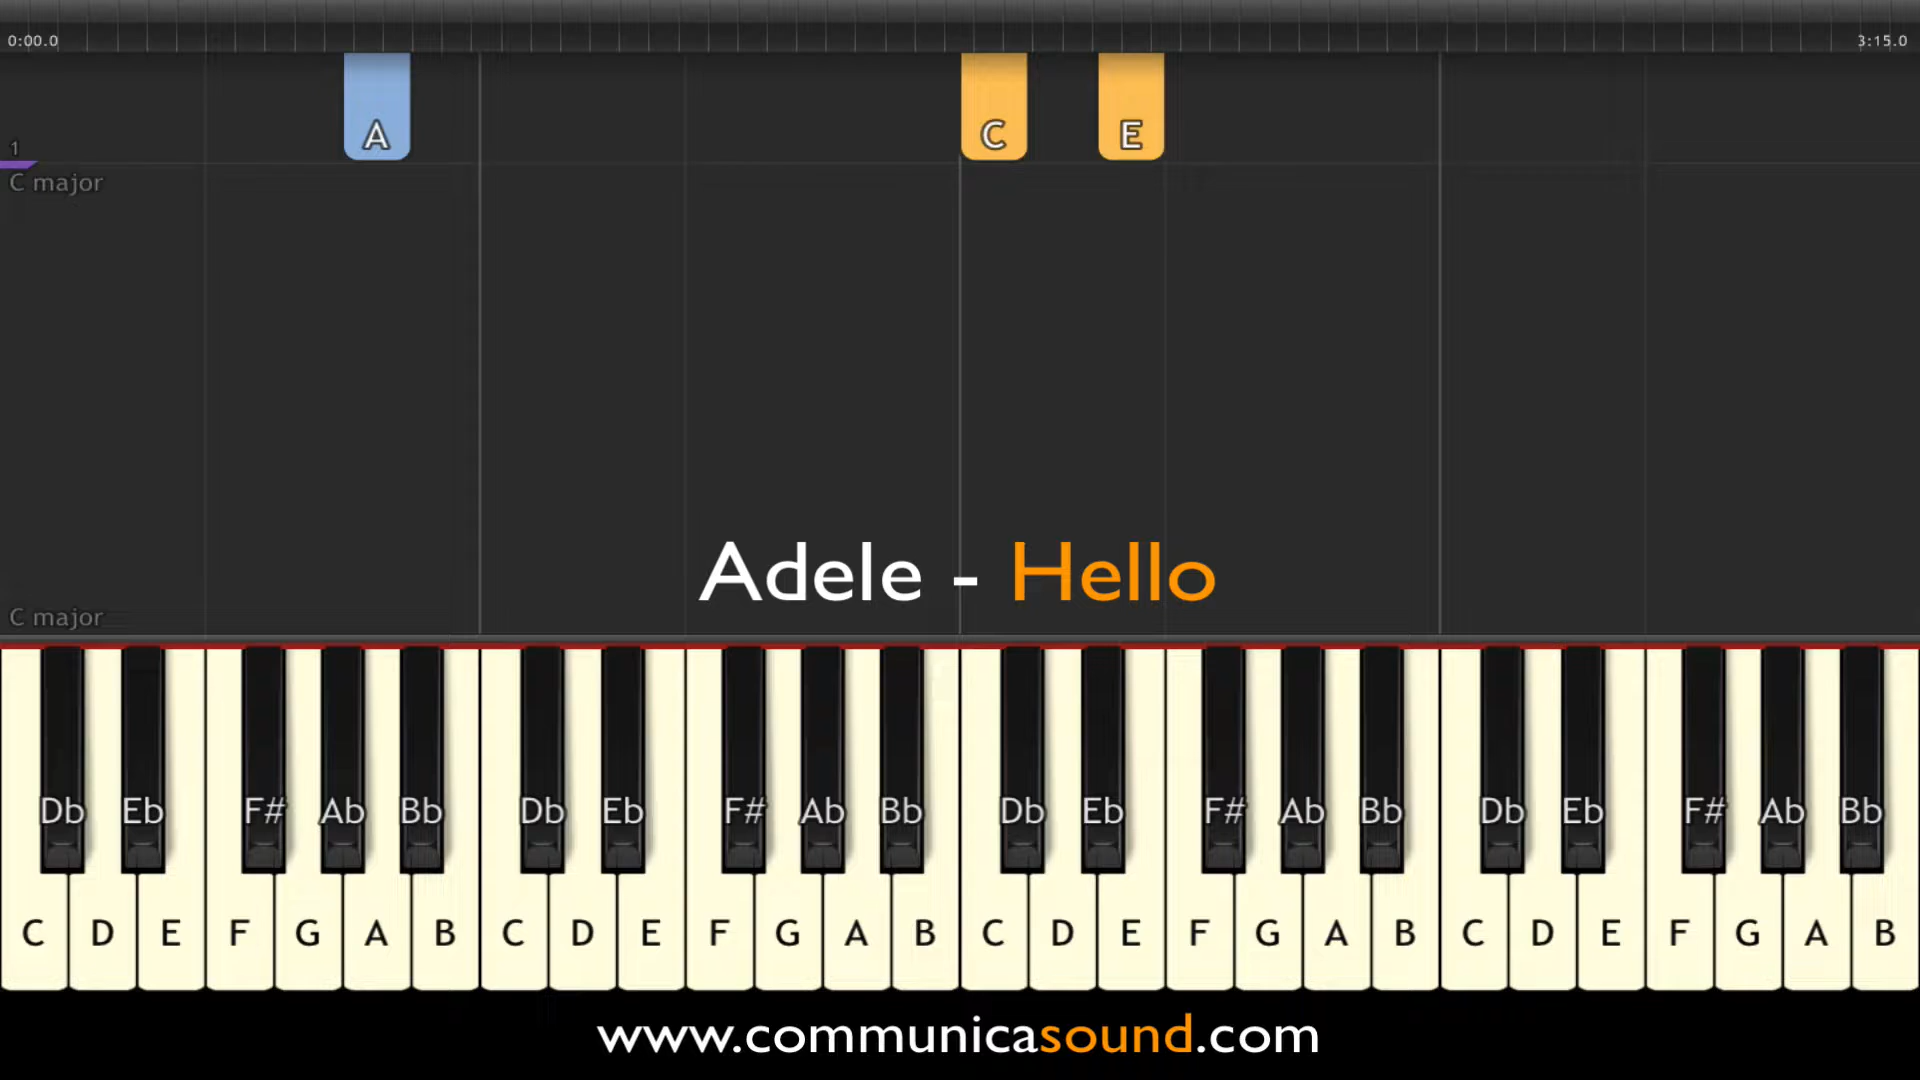 0:00.0 3:15.0
A C E
1
C major
Adele - Hello
C major
Db Eb F# Ab Bb Db Eb F# Ab Bb Db Eb F# Ab Bb Db Eb F# Ab Bb
C D E F G A B C D E F G A B C D E F G A B C D E F G A B
www.communicasound.com